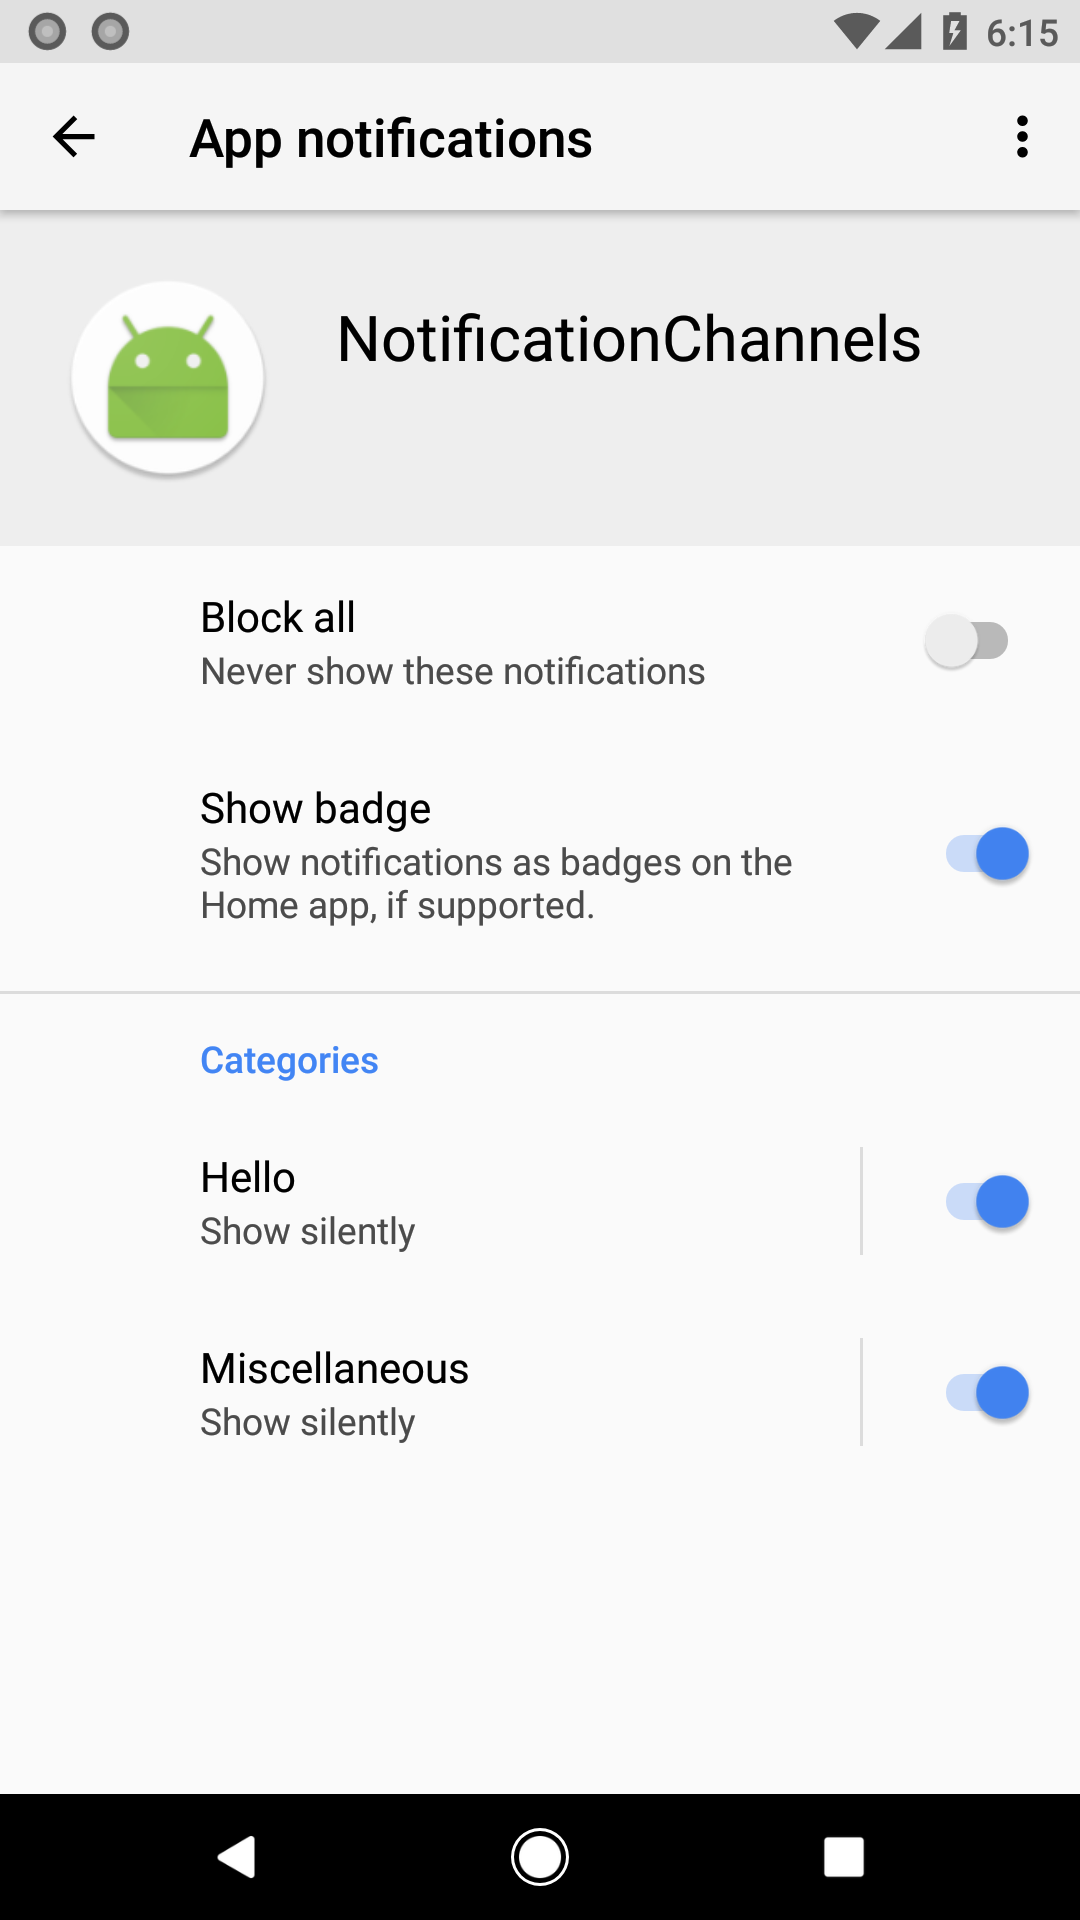 6:15
App notifications
NotificationChannels
Block all
Never show these notifications
Show badge
Show notifications as badges on the
Home app, if supported.
Categories
Hello
Show silently
Miscellaneous
Show silently